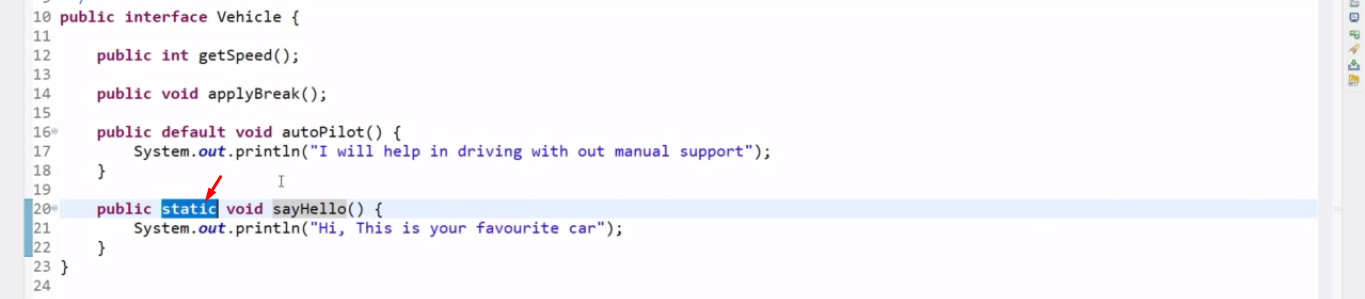 10 public interface Vehicle {
11
12     public int getSpeed();
13
14     public void applyBreak();
15
16     public default void autoPilot() {
17         System.out.println("I will help in driving with out manual support");
18     }
19
20     public static void sayHello() {
21         System.out.println("Hi, This is your favourite car");
22     }
23 }
24